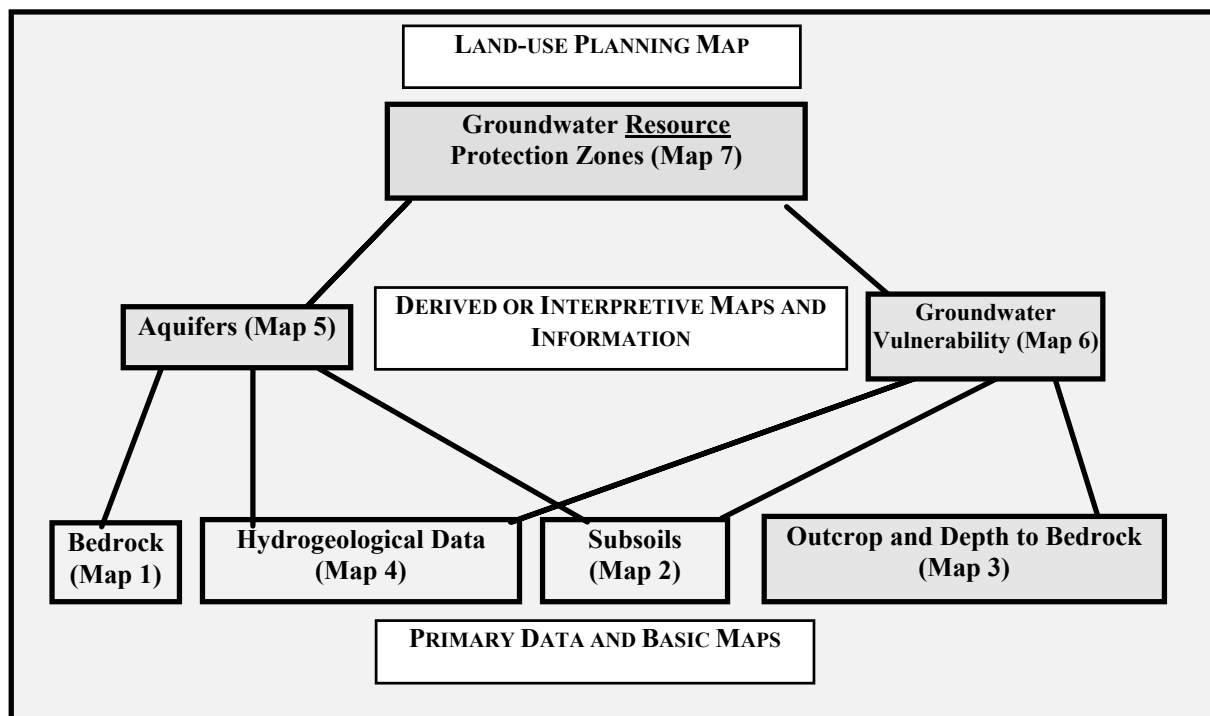 LAND-USE PLANNING MAP
Groundwater Resource
Protection Zones (Map 7)
Aquifers (Map 5)
DERIVED OR INTERPRETIVE MAPS AND
INFORMATION
Groundwater
Vulnerability (Map 6)
Bedrock
(Map 1)
Hydrogeological Data
(Map 4)
Subsoils
(Map 2)
Outcrop and Depth to Bedrock
(Map 3)
PRIMARY DATA AND BASIC MAPS